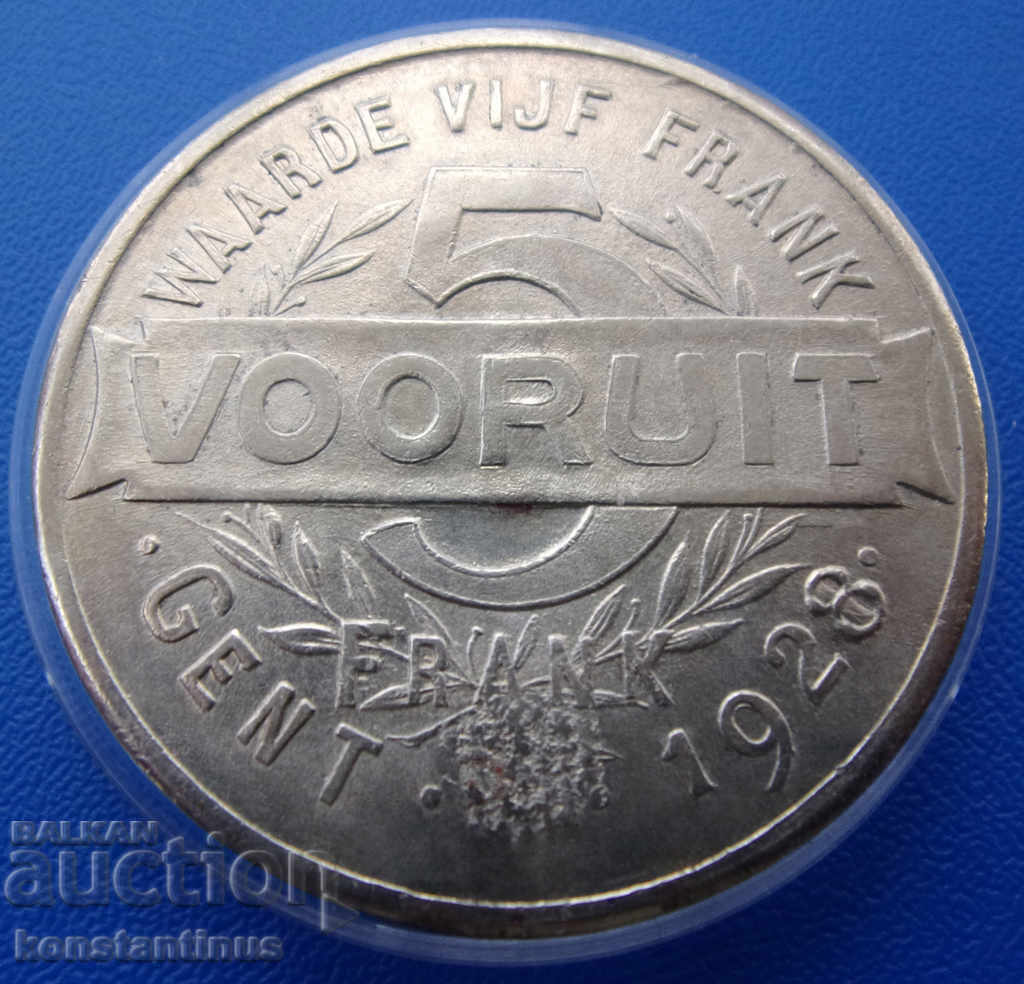 WAARDE VIJF FRANK
5
VOORUIT
FRANK
· GENT · 1928 ·
BALKAN
auction
konstantinus